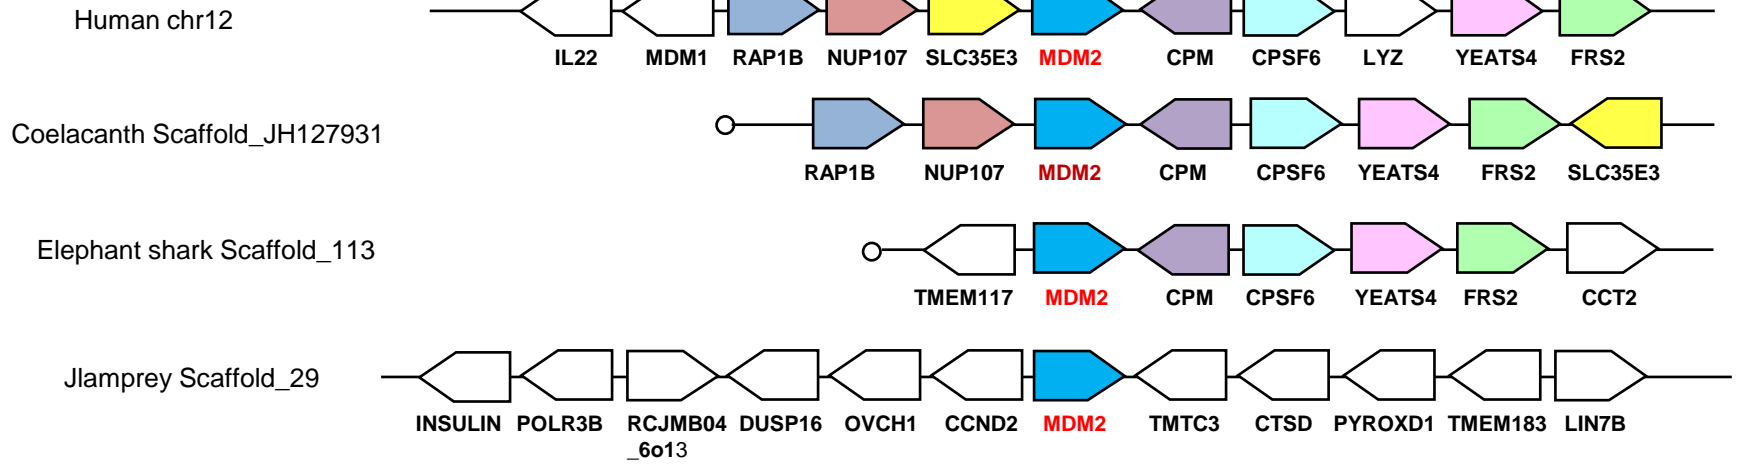 Human chr12
IL22 MDM1 RAP1B NUP107 SLC35E3 MDM2 CPM CPSF6 LYZ YEATS4 FRS2
Coelacanth Scaffold_JH127931
RAP1B NUP107 MDM2 CPM CPSF6 YEATS4 FRS2 SLC35E3
Elephant shark Scaffold_113
TMEM117 MDM2 CPM CPSF6 YEATS4 FRS2 CCT2
Jlamprey Scaffold_29
INSULIN POLR3B RCJMB04 DUSP16 OVCH1 CCND2 MDM2 TMTC3 CTSD PYROXD1 TMEM183 LIN7B
_6o13